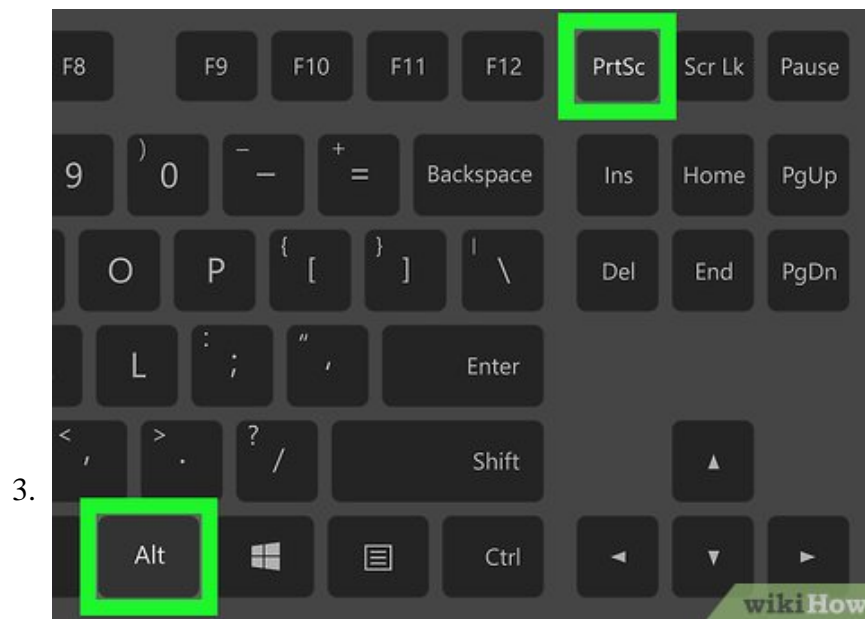 F8 F9 F10 F11 F12 PrtSc Scr Lk Pause
9 ) 0 _ - + = Backspace Ins Home PgUp
O P { [ } ] | \ Del End PgDn
L : ; " ' Enter
< , > . ? / Shift
3.
Alt Ctrl
wikiHow